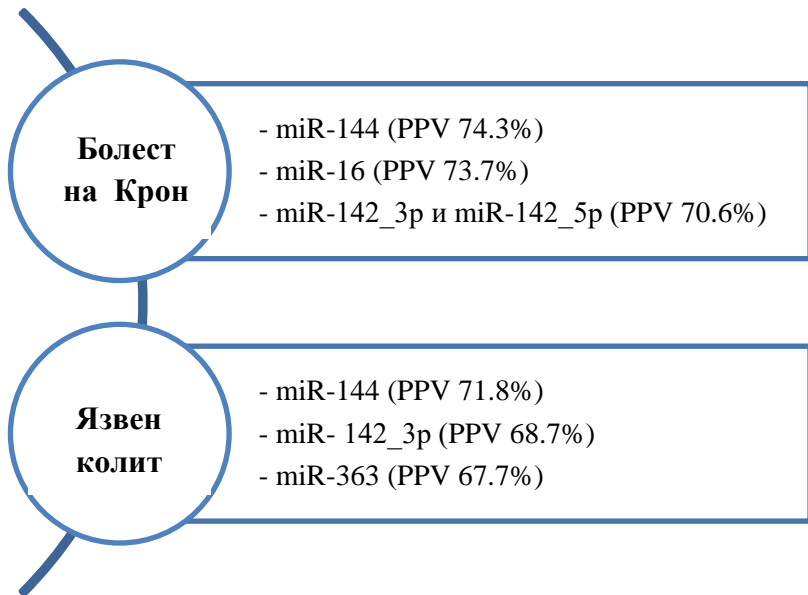 Болест
на Крон
- miR-144 (PPV 74.3%)
- miR-16 (PPV 73.7%)
- miR-142_3p и miR-142_5p (PPV 70.6%)
Язвен
колит
- miR-144 (PPV 71.8%)
- miR- 142_3p (PPV 68.7%)
- miR-363 (PPV 67.7%)